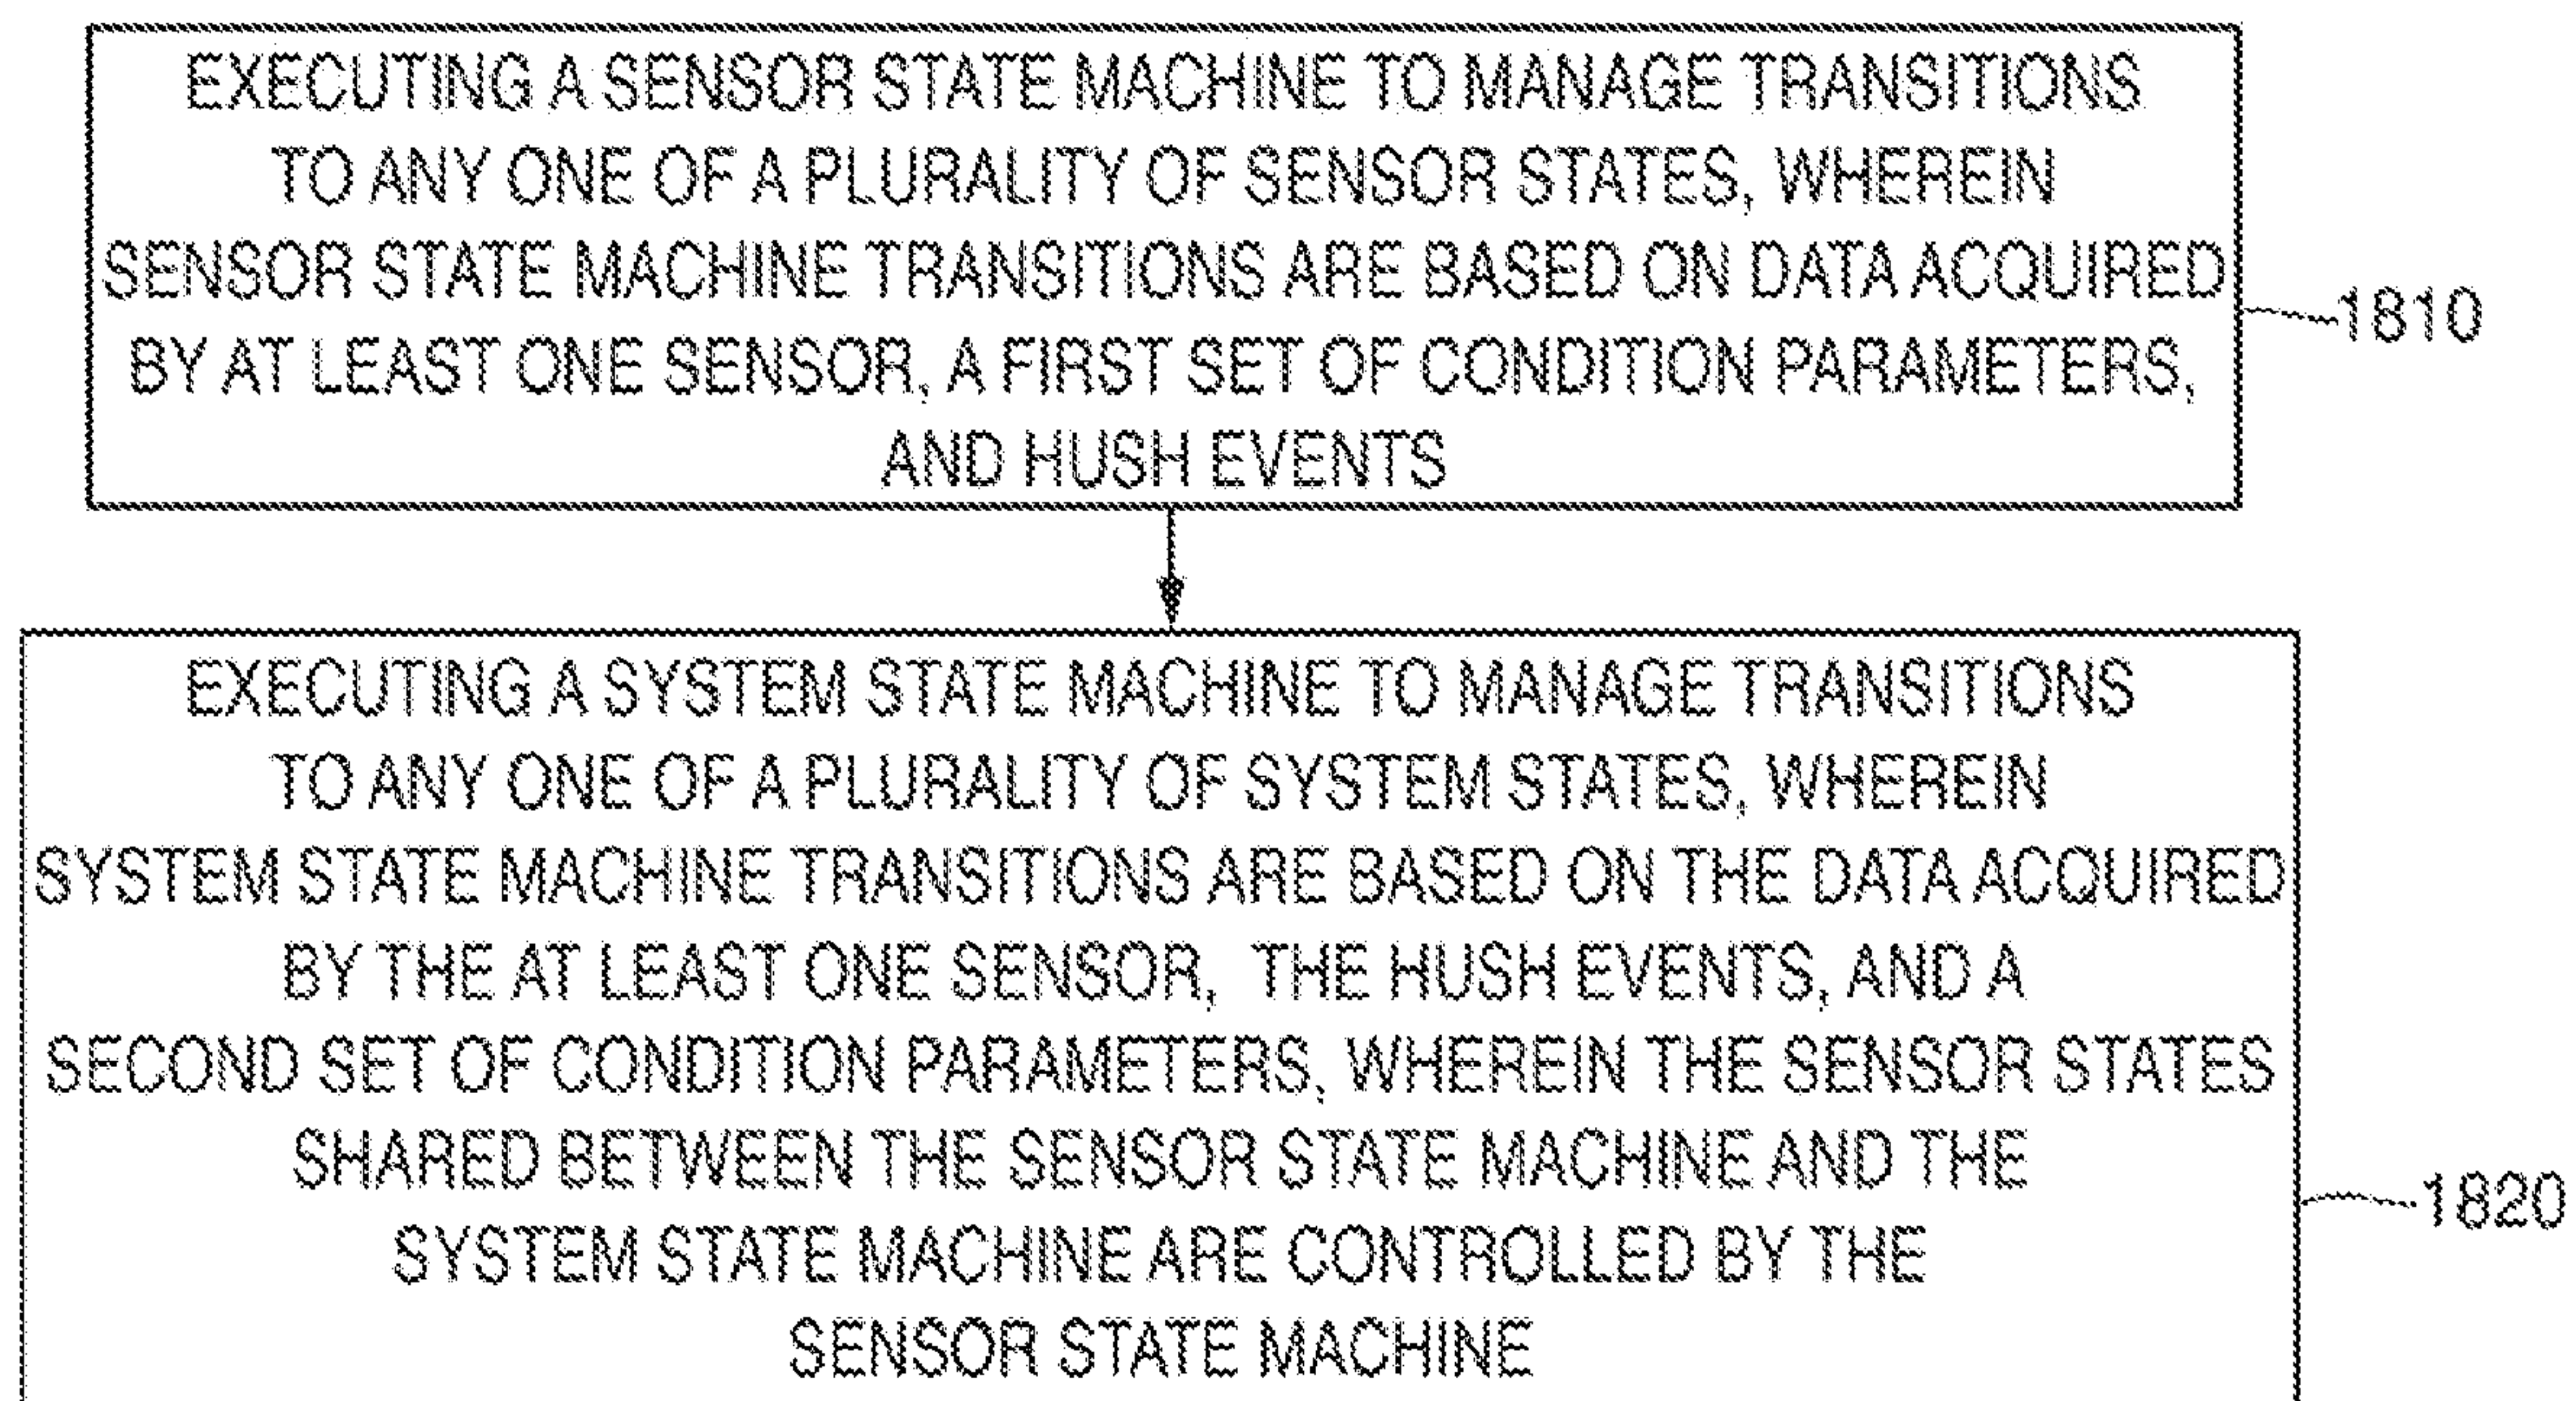 EXECUTING A SENSOR STATE MACHINE TO MANAGE TRANSITIONS
TO ANY ONE OF A PLURALITY OF SENSOR STATES, WHEREIN
SENSOR STATE MACHINE TRANSITIONS ARE BASED ON DATA ACQUIRED
BY AT LEAST ONE SENSOR, A FIRST SET OF CONDITION PARAMETERS,
AND HUSH EVENTS
1810
EXECUTING A SYSTEM STATE MACHINE TO MANAGE TRANSITIONS
TO ANY ONE OF A PLURALITY OF SYSTEM STATES, WHEREIN
SYSTEM STATE MACHINE TRANSITIONS ARE BASED ON THE DATA ACQUIRED
BY THE AT LEAST ONE SENSOR, THE HUSH EVENTS, AND A
SECOND SET OF CONDITION PARAMETERS, WHEREIN THE SENSOR STATES
SHARED BETWEEN THE SENSOR STATE MACHINE AND THE
SYSTEM STATE MACHINE ARE CONTROLLED BY THE
SENSOR STATE MACHINE
1820